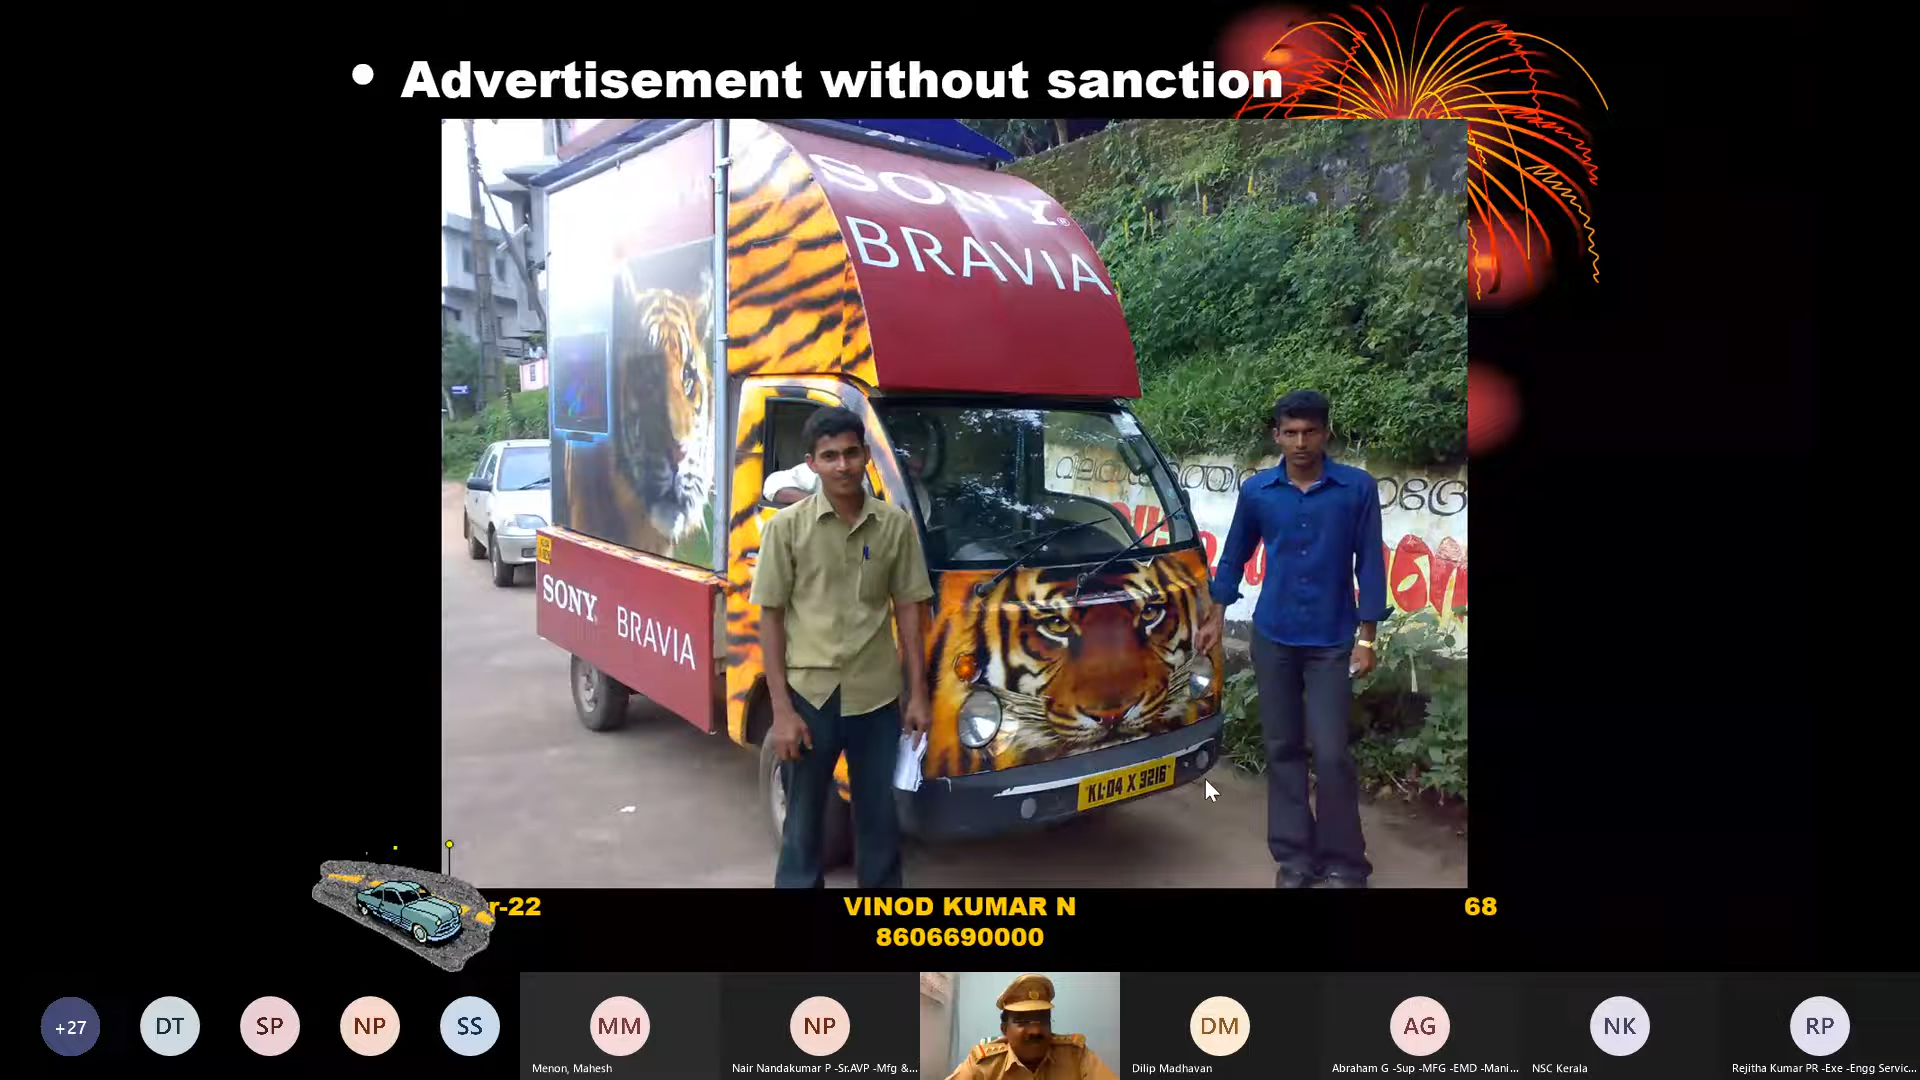 Advertisement without sanction
SONY
BRAVIA
SONY BRAVIA
KL·04 X 3216
r-22
VINOD KUMAR N
68
8606690000
+27
DT
SP
NP
SS
MM
NP
DM
AG
NK
RP
Menon, Mahesh
Nair Nandakumar P -Sr.AVP -Mfg &...
Dilip Madhavan
Abraham G -Sup -MFG -EMD -Mani...
NSC Kerala
Rejitha Kumar PR -Exe -Engg Servic...